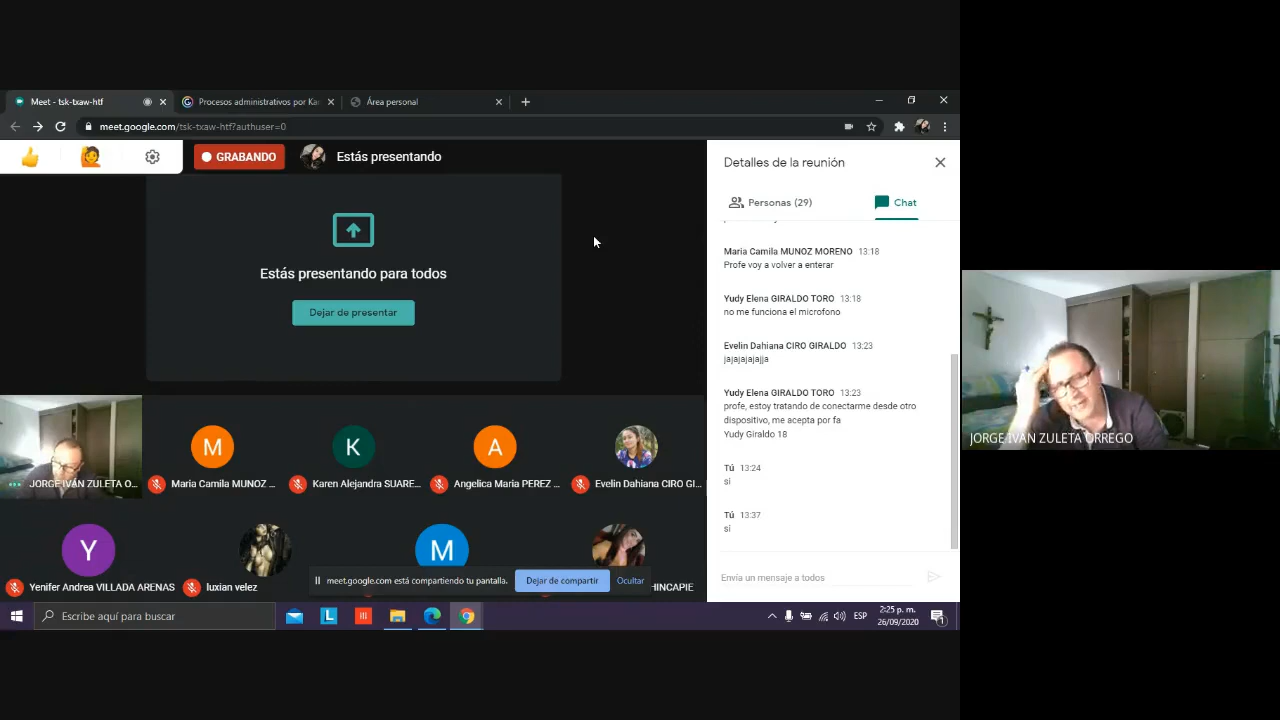 Meet - tsk-txaw-htf
Procesos administrativos por Ka
Área personal
meet.google.com/tsk-txaw-htf?authuser=0
GRABANDO
Estás presentando
Estás presentando para todos
Dejar de presentar
Detalles de la reunión
Personas (29)
Chat
Maria Camila MUNOZ MORENO 13:18
Profe voy a volver a enterar
Yudy Elena GIRALDO TORO 13:18
no me funciona el microfono
Evelin Dahiana CIRO GIRALDO 13:23
jajajajajajja
Yudy Elena GIRALDO TORO 13:23
profe, estoy tratando de conectarme desde otro
dispositivo, me acepta por fa
Yudy Giraldo 18
Tú 13:24
si
Tú 13:37
si
Envía un mensaje a todos
JORGE IVAN ZULETA O...
Maria Camila MUNOZ ...
Karen Alejandra SUARE...
Angelica Maria PEREZ ...
Evelin Dahiana CIRO GI...
Y
M
K
A
M
Yenifer Andrea VILLADA ARENAS
luxian velez
HINCAPIE
meet.google.com está compartiendo tu pantalla.
Dejar de compartir
Ocultar
Escribe aquí para buscar
ESP
2:25 p. m.
26/09/2020
1
JORGE IVAN ZULETA ORREGO